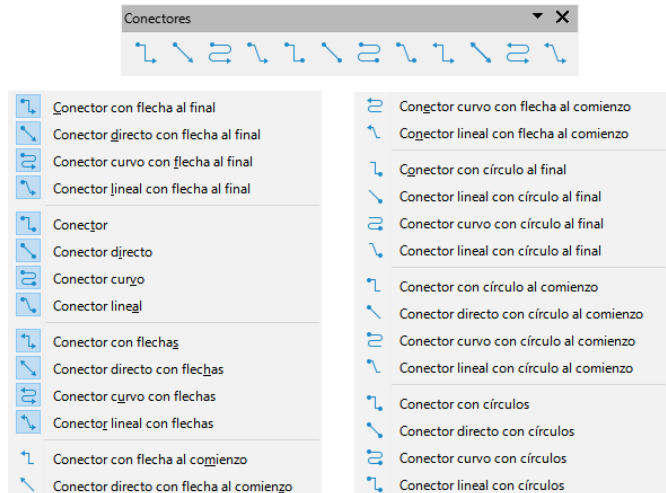 Conectores
Conector con flecha al final
Conector directo con flecha al final
Conector curvo con flecha al final
Conector lineal con flecha al final
Conector
Conector directo
Conector curvo
Conector lineal
Conector con flechas
Conector directo con flechas
Conector curvo con flechas
Conector lineal con flechas
Conector con flecha al comienzo
Conector directo con flecha al comienzo
Conector curvo con flecha al comienzo
Conector lineal con flecha al comienzo
Conector con círculo al final
Conector lineal con círculo al final
Conector curvo con círculo al final
Conector lineal con círculo al final
Conector con círculo al comienzo
Conector directo con círculo al comienzo
Conector curvo con círculo al comienzo
Conector lineal con círculo al comienzo
Conector con círculos
Conector directo con círculos
Conector curvo con círculos
Conector lineal con círculos